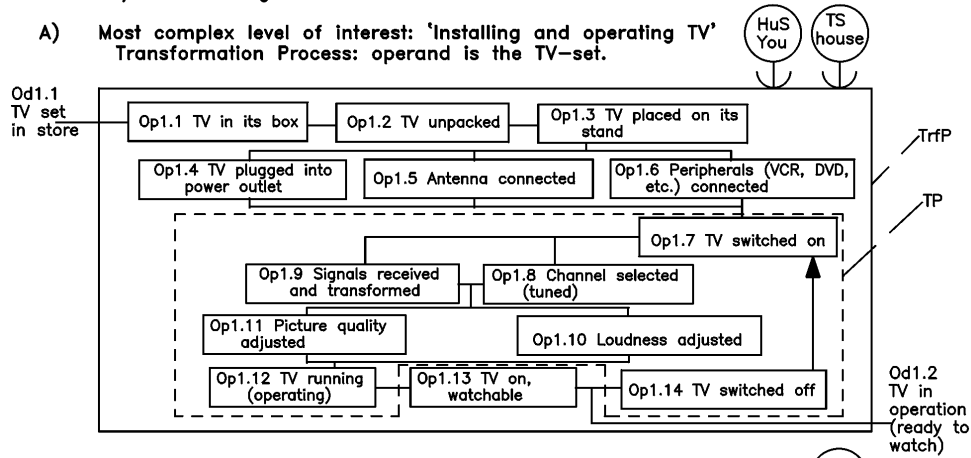 A) Most complex level of interest: ‘Installing and operating TV’
Transformation Process: operand is the TV–set.
HuS
You
TS
house
Od1.1
TV set
in store
Op1.1 TV in its box
Op1.2 TV unpacked
Op1.3 TV placed on its
stand
TrfP
Op1.4 TV plugged into
power outlet
Op1.5 Antenna connected
Op1.6 Peripherals (VCR, DVD,
etc.) connected
TP
Op1.7 TV switched on
Op1.9 Signals received
and transformed
Op1.8 Channel selected
(tuned)
Op1.11 Picture quality
adjusted
Op1.10 Loudness adjusted
Op1.12 TV running
(operating)
Op1.13 TV on,
watchable
Op1.14 TV switched off
Od1.2
TV in
operation
(ready to
watch)